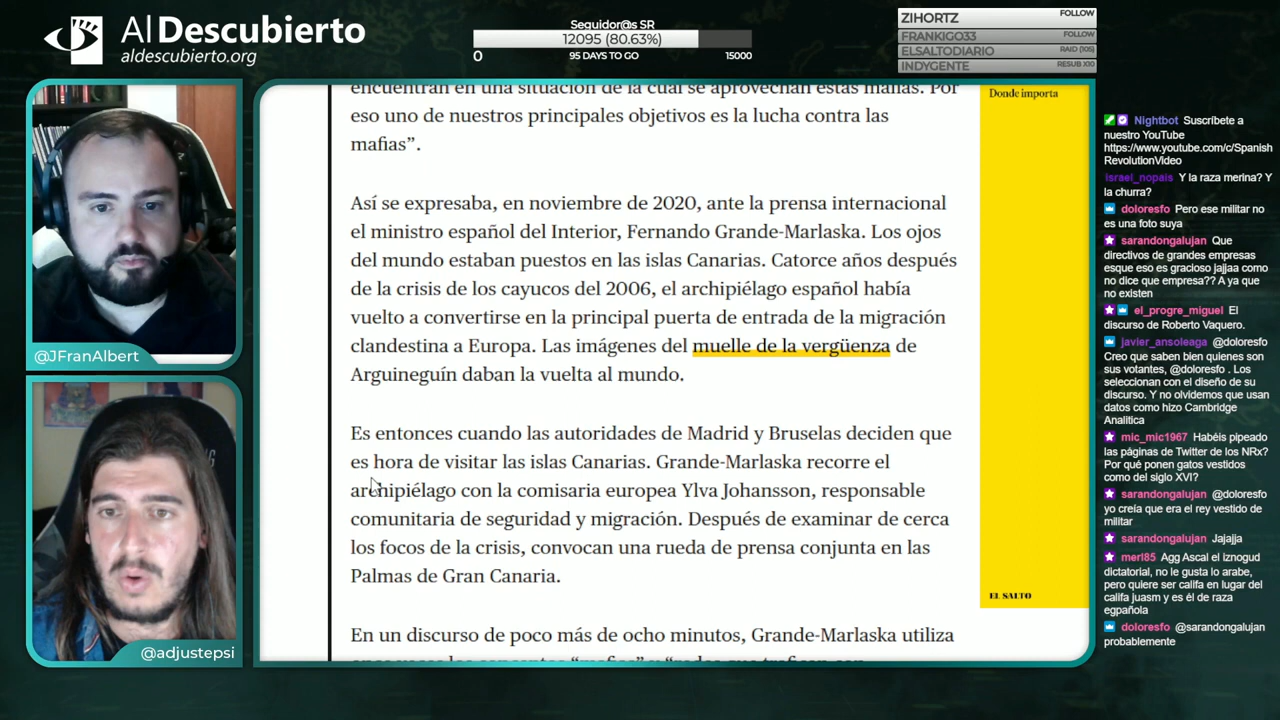 Al Descubierto
aldescubierto.org
Seguidor@s SR
12095 (80.63%)
0
95 DAYS TO GO
15000
ZIHORTZ FOLLOW
FRANKIGO33 FOLLOW
ELSALTODIARIO RAID (105)
INDYGENTE RESUB X10
@JFranAlbert
@adjustepsi
encuentran en una situación de la cual se aprovechan estas mafias. Por
eso uno de nuestros principales objetivos es la lucha contra las
mafias”.
Así se expresaba, en noviembre de 2020, ante la prensa internacional
el ministro español del Interior, Fernando Grande-Marlaska. Los ojos
del mundo estaban puestos en las islas Canarias. Catorce años después
de la crisis de los cayucos del 2006, el archipiélago español había
vuelto a convertirse en la principal puerta de entrada de la migración
clandestina a Europa. Las imágenes del muelle de la vergüenza de
Arguineguín daban la vuelta al mundo.
Es entonces cuando las autoridades de Madrid y Bruselas deciden que
es hora de visitar las islas Canarias. Grande-Marlaska recorre el
archipiélago con la comisaria europea Ylva Johansson, responsable
comunitaria de seguridad y migración. Después de examinar de cerca
los focos de la crisis, convocan una rueda de prensa conjunta en las
Palmas de Gran Canaria.
En un discurso de poco más de ocho minutos, Grande-Marlaska utiliza
Donde importa
EL SALTO
Nightbot Suscríbete a
nuestro YouTube
https://www.youtube.com/c/Spanish
RevolutionVideo
israel_nopais Y la raza merina? Y
la churra?
doloresfo Pero ese militar no
es una foto suya
sarandongalujan Que
directivos de grandes empresas
esque eso es gracioso jajjaa como
no dice que empresa?? A ya que
no existen
el_progre_miguel El
discurso de Roberto Vaquero.
javier_ansoleaga @doloresfo
Creo que saben bien quienes son
sus votantes, @doloresfo . Los
seleccionan con el diseño de su
discurso. Y no olvidemos que usan
datos como hizo Cambridge
Analitica
mic_mic1967 Habéis pipeado
las páginas de Twitter de los NRx?
Por qué ponen gatos vestidos
como del siglo XVI?
sarandongalujan @doloresfo
yo creía que era el rey vestido de
militar
sarandongalujan Jajajja
merl85 Agg Ascal el iznogud
dictatorial, no le gusta lo arabe,
pero quiere ser califa en lugar del
califa juasm y es él de raza
egpañola
doloresfo @sarandongalujan
probablemente